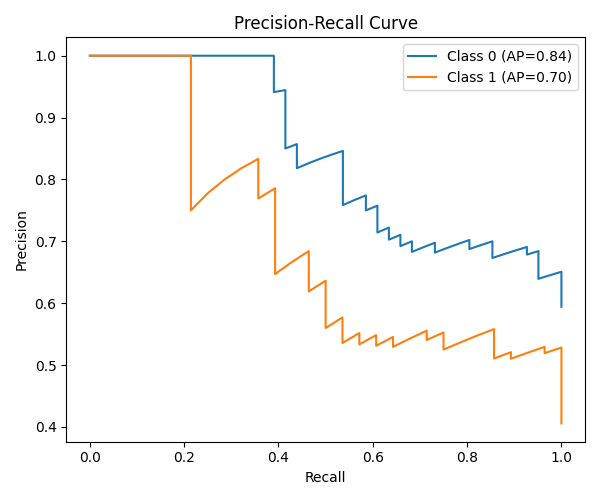 Precision-Recall Curve
Class 0 (AP=0.84)
Class 1 (AP=0.70)
Precision
1.0
0.9
0.8
0.7
0.6
0.5
0.4
0.0 0.2 0.4 0.6 0.8 1.0
Recall